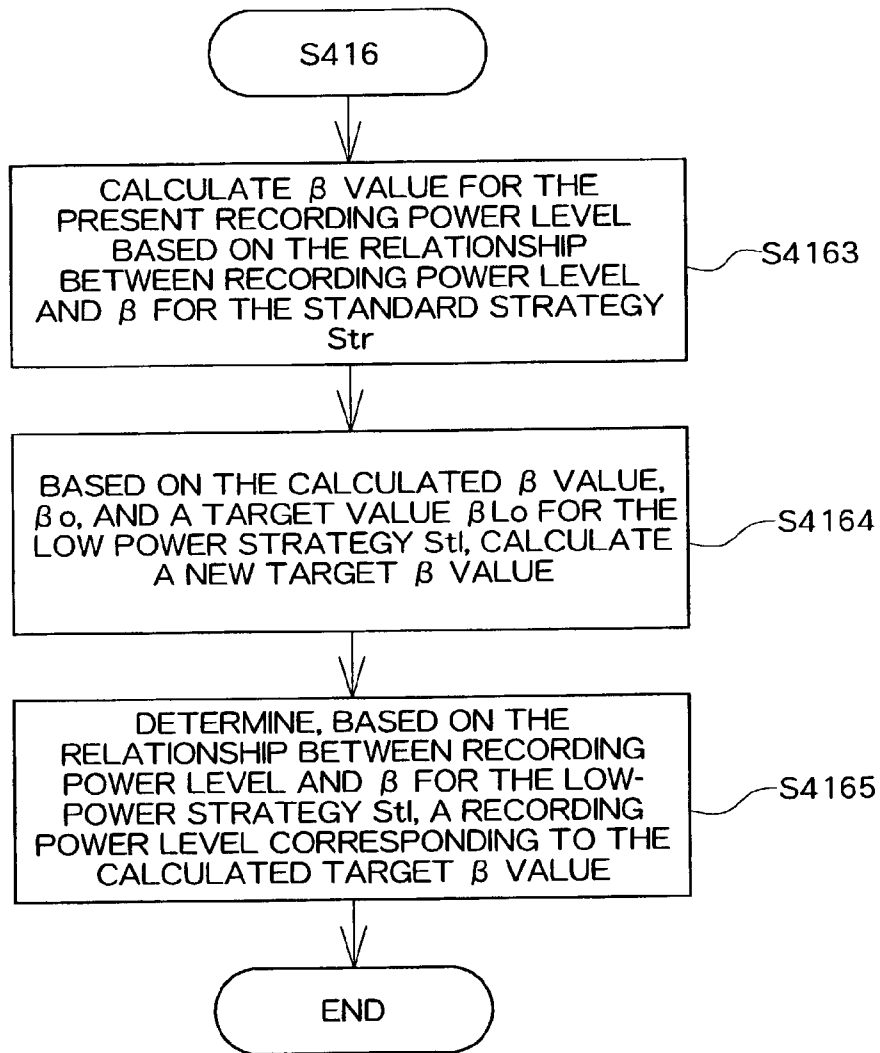 S416
CALCULATE β VALUE FOR THE
PRESENT RECORDING POWER LEVEL
BASED ON THE RELATIONSHIP
BETWEEN RECORDING POWER LEVEL
AND β FOR THE STANDARD STRATEGY
Str
S4163
BASED ON THE CALCULATED β VALUE,
βo, AND A TARGET VALUE βLo FOR THE
LOW POWER STRATEGY Stl, CALCULATE
A NEW TARGET β VALUE
S4164
DETERMINE, BASED ON THE
RELATIONSHIP BETWEEN RECORDING
POWER LEVEL AND β FOR THE LOW-
POWER STRATEGY Stl, A RECORDING
POWER LEVEL CORRESPONDING TO THE
CALCULATED TARGET β VALUE
S4165
END